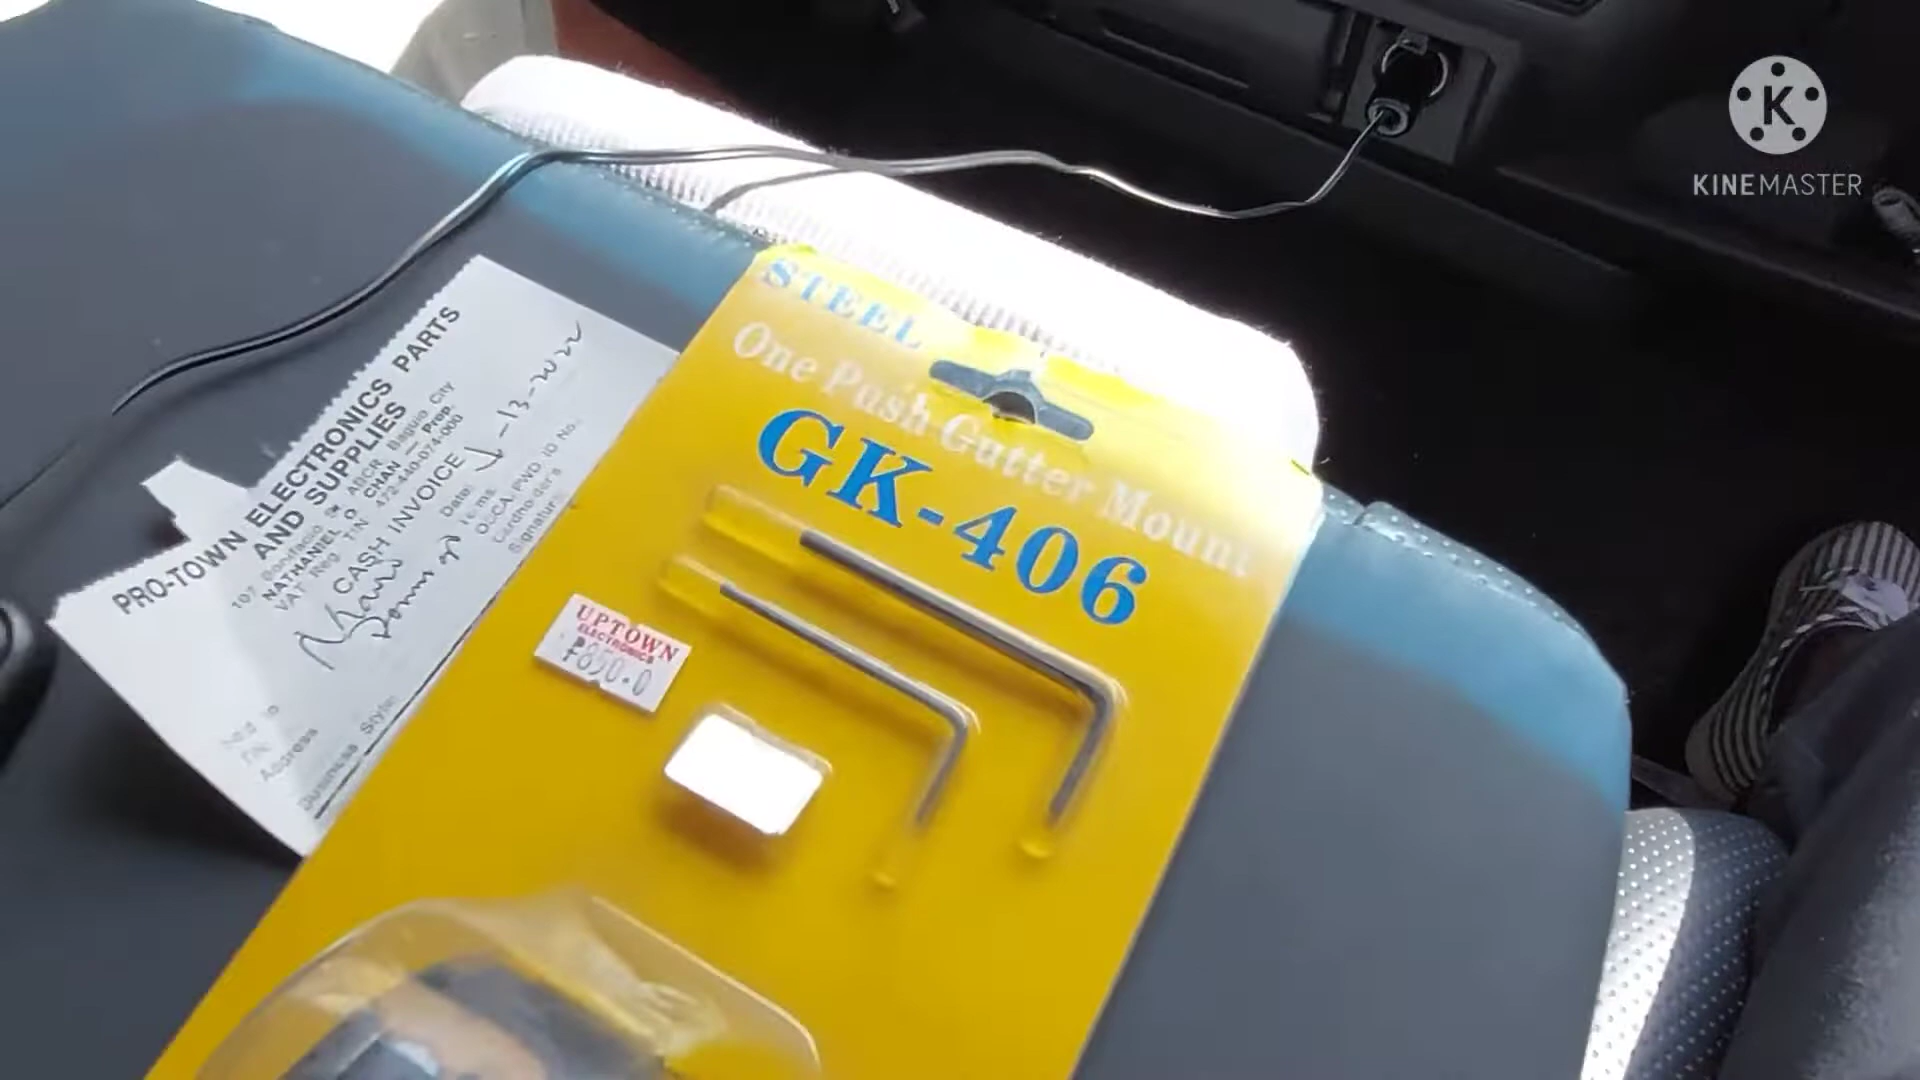 K
KINEMASTER
STEEL
One Push Gutter Mount
GK-406
UPTOWN
ELECTRONICS
₱850.0
PRO-TOWN ELECTRONICS PARTS
AND SUPPLIES
107 Bonifacio St. ABCR, Baguio City
NATHANIEL O CHAN — Prop.
VAT Reg. TIN 472-440-074-000
CASH INVOICE
Date:
Signature
Address
Business Style: